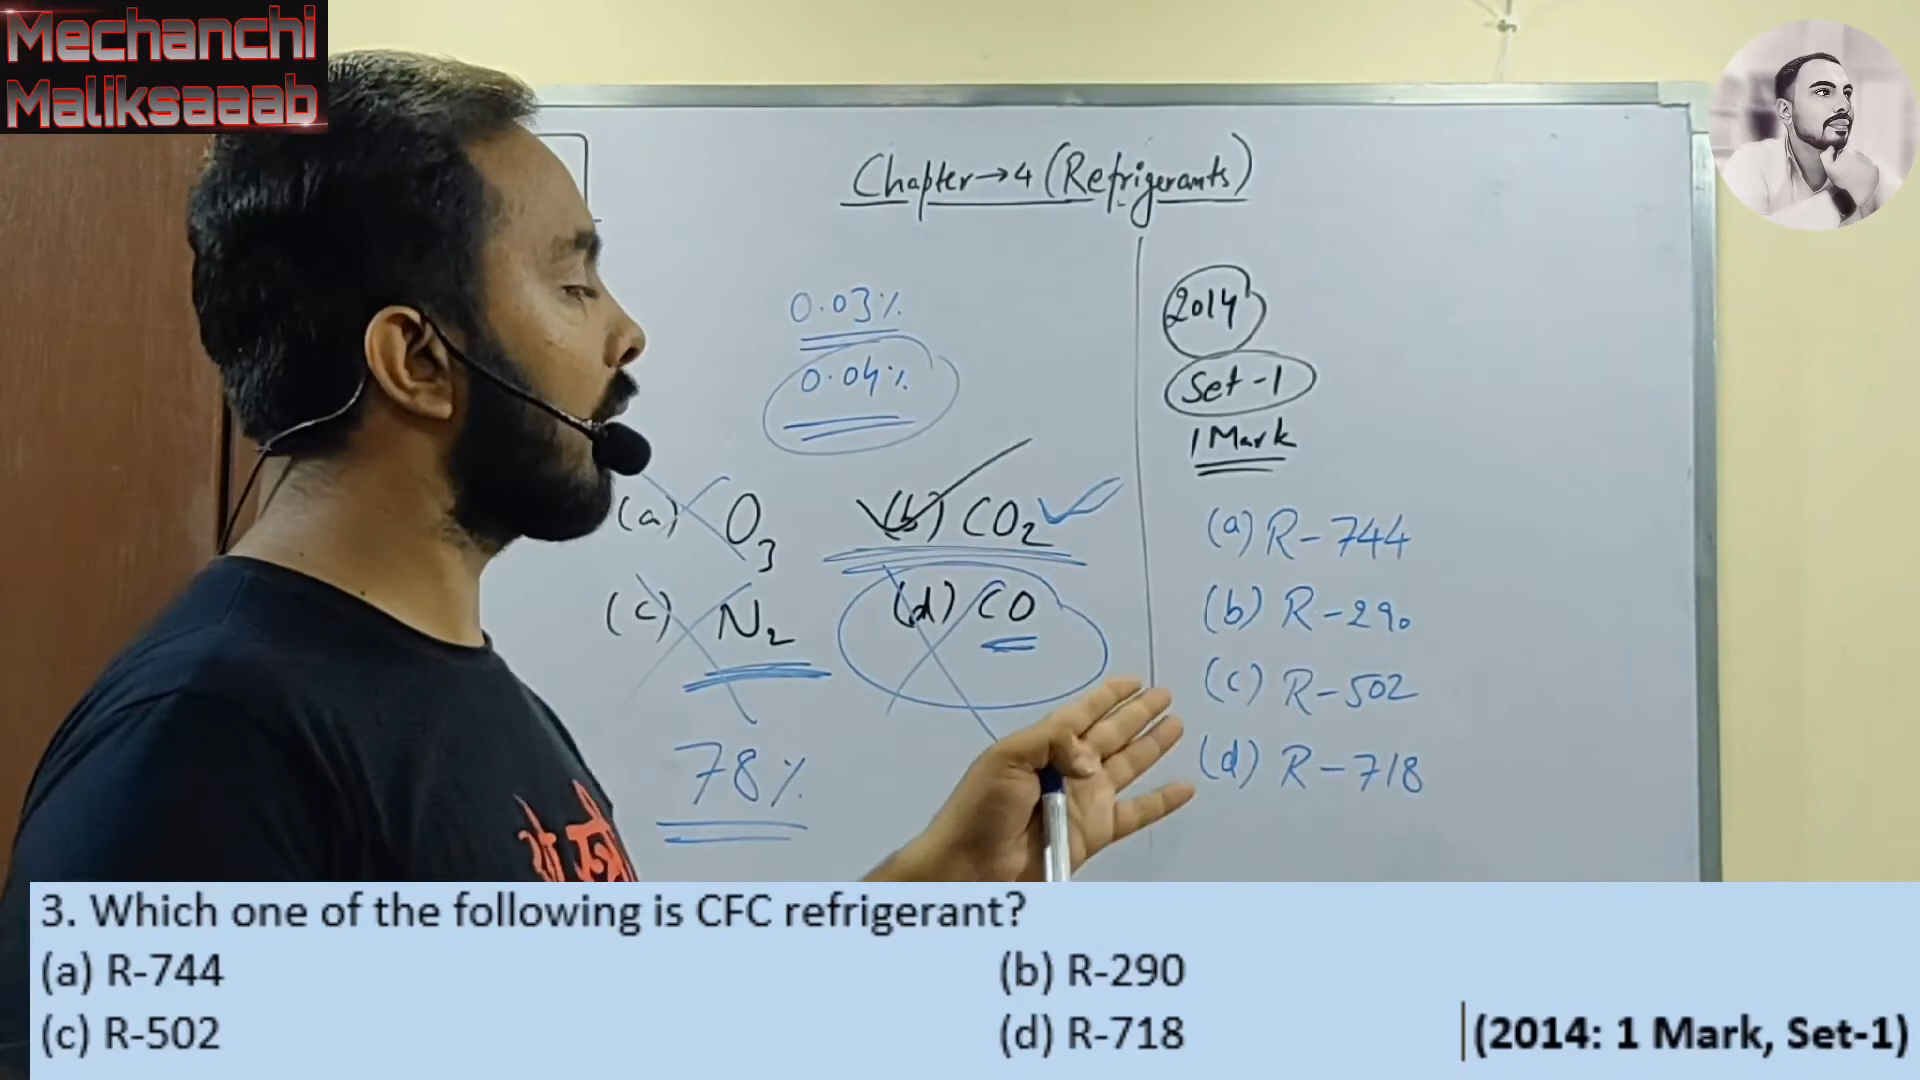 Mechanchi
Maliksaaab
Chapter→4 (Refrigerants)
0.03%
0.04%
(a) O3
(b) CO2
(c) N2
(d) CO
78%
2014
Set-1
1 Mark
(a) R-744
(b) R-290
(c) R-502
(d) R-718
3. Which one of the following is CFC refrigerant?
(a) R-744
(b) R-290
(c) R-502
(d) R-718
(2014: 1 Mark, Set-1)